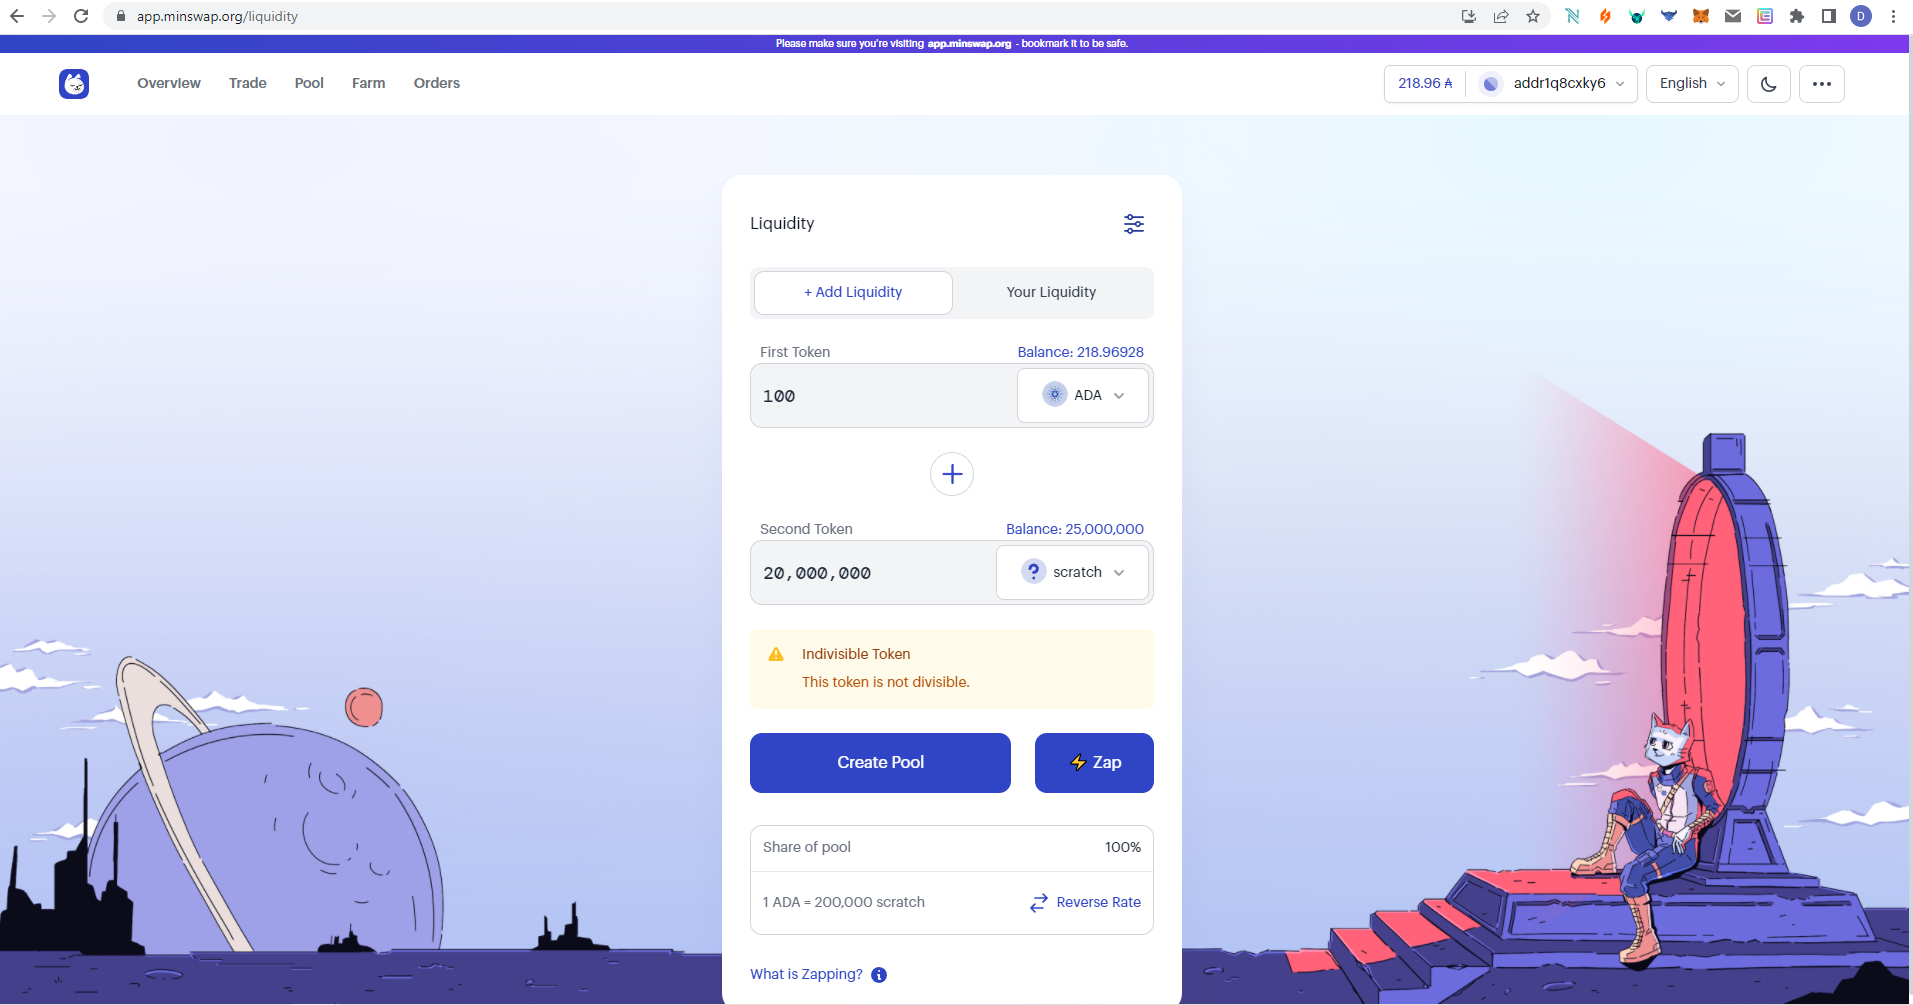 app.minswap.org/liquidity
D
Please make sure you're visiting app.minswap.org - bookmark it to be safe.
Overview Trade Pool Farm Orders
218.96 ₳ addr1q8cxky6 English
Liquidity
+ Add Liquidity Your Liquidity
First Token Balance: 218.96928
100 ADA
Second Token Balance: 25,000,000
20,000,000 ? scratch
Indivisible Token
This token is not divisible.
Create Pool ⚡ Zap
Share of pool 100%
1 ADA = 200,000 scratch Reverse Rate
What is Zapping?